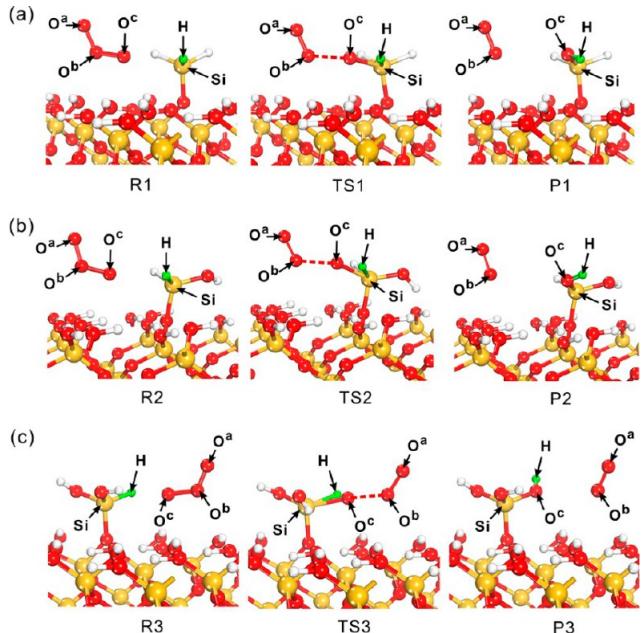 (a)
O^a
O^c
H
O^b
Si
O^a
O^c
H
O^b
Si
O^a
O^c
H
O^b
Si
R1
TS1
P1
(b)
O^a
O^c
H
O^b
Si
O^a
O^c
H
O^b
Si
O^a
O^c
H
O^b
Si
R2
TS2
P2
(c)
H
O^a
Si
O^c
O^b
H
O^a
Si
O^c
O^b
H
O^a
Si
O^c
O^b
R3
TS3
P3